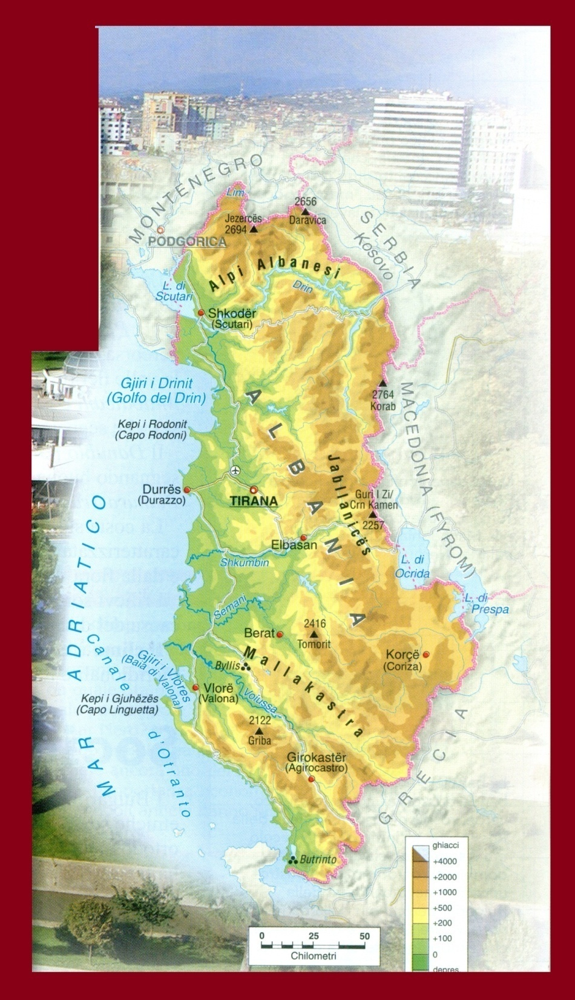 MONTENEGRO
Lim
2656
Daravica
Jezercës
2694
PODGORICA
SERBIA
Kosovo
Alpi Albanesi
Drin
L. di
Scutari
Shkodër
(Scutari)
Gjiri i Drinit
(Golfo del Drin)
2764
Korab
MACEDONIA (FYROM)
Kepi i Rodonit
(Capo Rodoni)
ALBANIA
Jabllanicës
Durrës
(Durazzo)
TIRANA
Guri I Zi/
Crn Kamen
2257
Elbasan
Shkumbin
L. di
Ocrida
L. di
Prespa
MAR ADRIATICO
Semani
2416
Tomorit
Berat
Korçë
(Coriza)
Mallakastra
Byllis
Canale d'Otranto
Gjiri i Vlorës
(Baia di Valona)
Vlorë
(Valona)
Voiussa
Kepi i Gjuhëzës
(Capo Linguetta)
2122
Griba
Girokastër
(Agirocastro)
GRECIA
Butrinto
ghiacci
+4000
+2000
+1000
+500
+200
+100
0
depres.
0 25 50
Chilometri